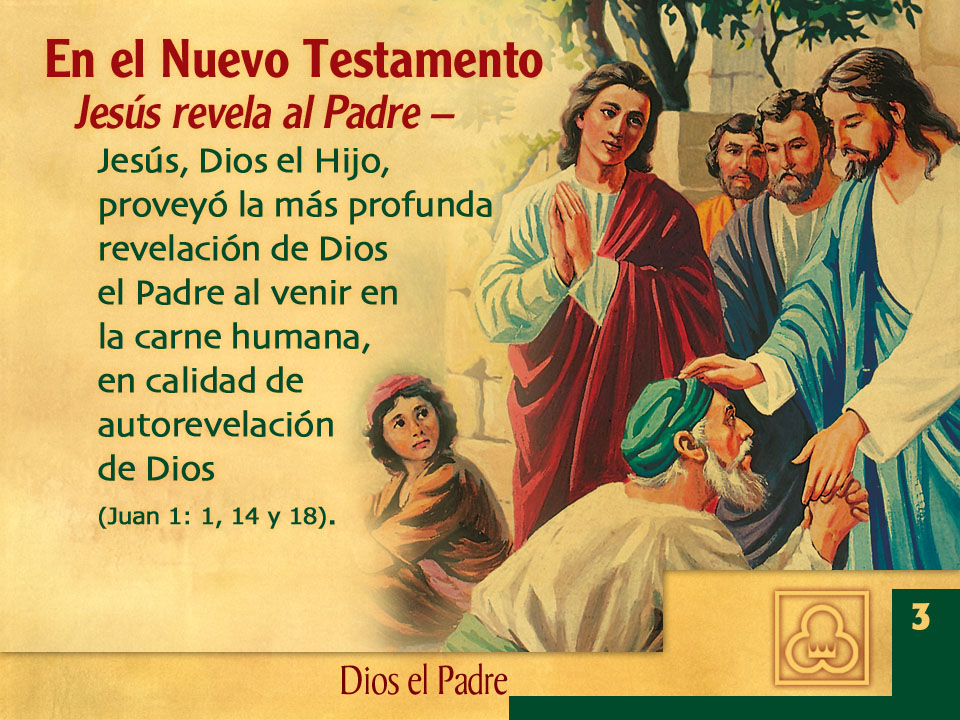 En el Nuevo Testamento
Jesús revela al Padre –
Jesús, Dios el Hijo,
proveyó la más profunda
revelación de Dios
el Padre al venir en
la carne humana,
en calidad de
autorevelación
de Dios
(Juan 1: 1, 14 y 18).
3
Dios el Padre